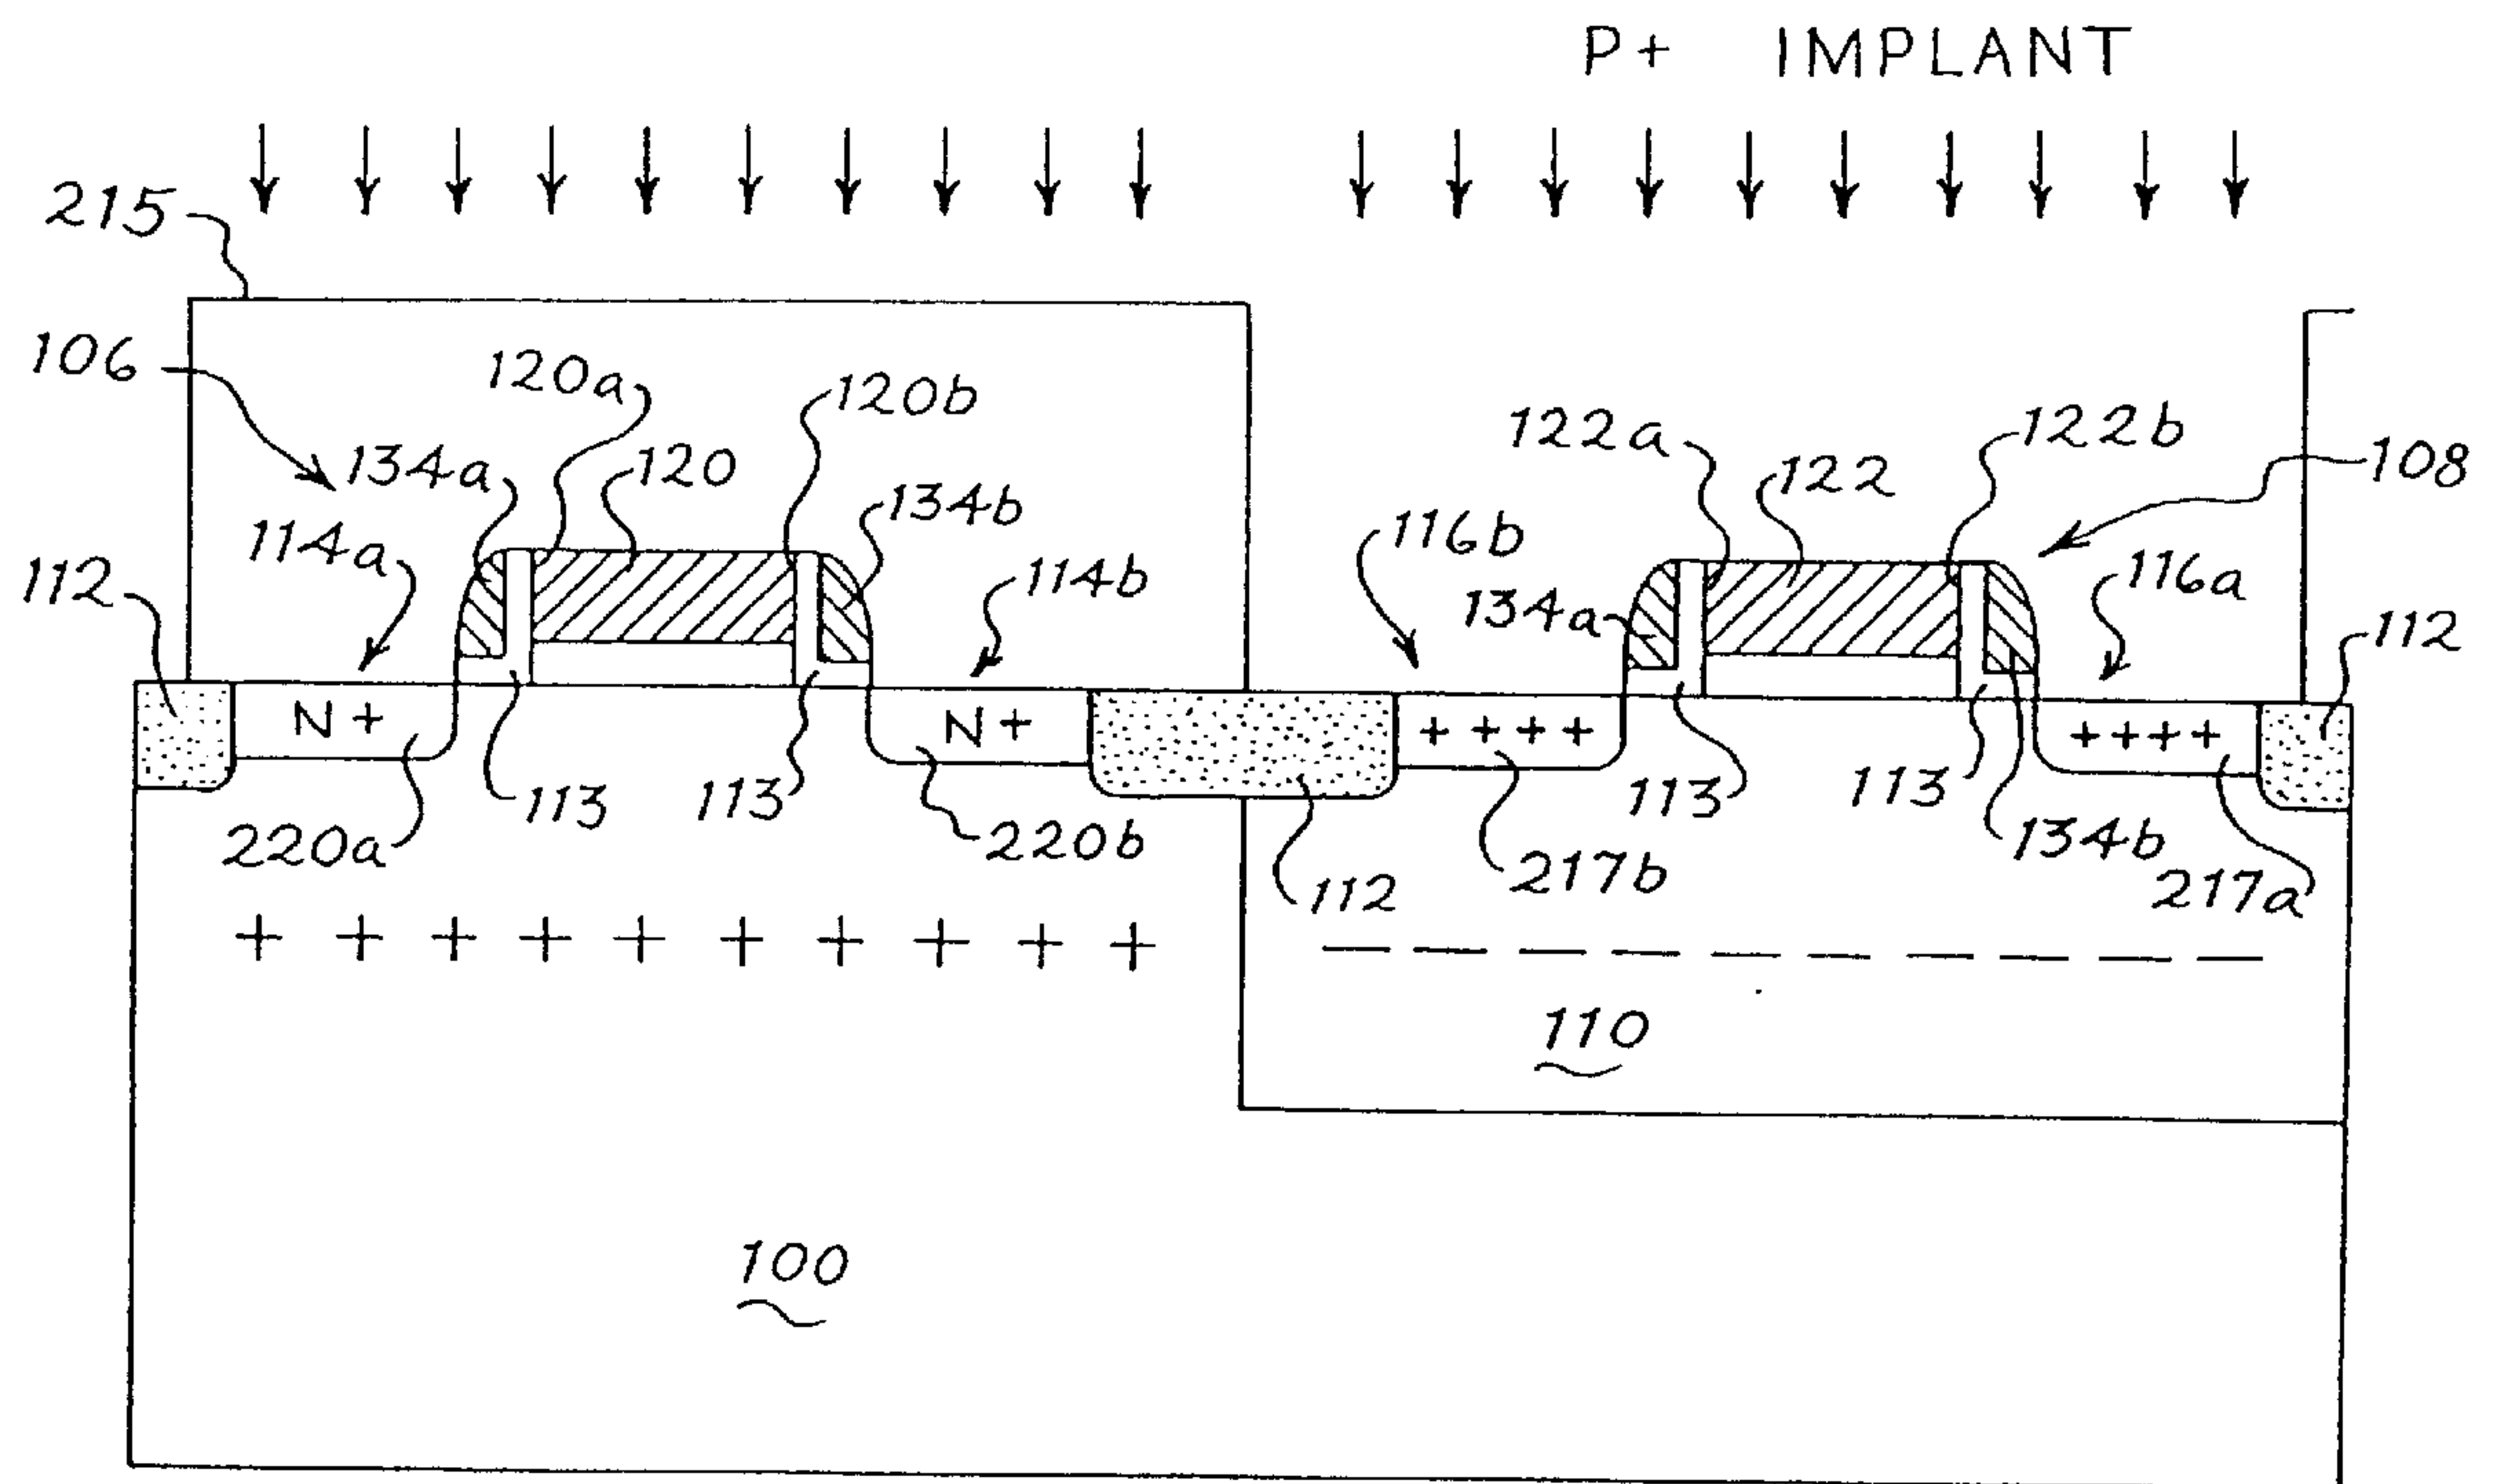 P+ IMPLANT
215
106
120a
120b
134a
120
134b
114a
114b
112
122a
122
122b
108
116b
134a
116a
112
N+
N+
++++
++++
220a
113
113
220b
112
217b
113
113
134b
217a
+ + + + + + + + + +
– – – – – – – – – –
110
100